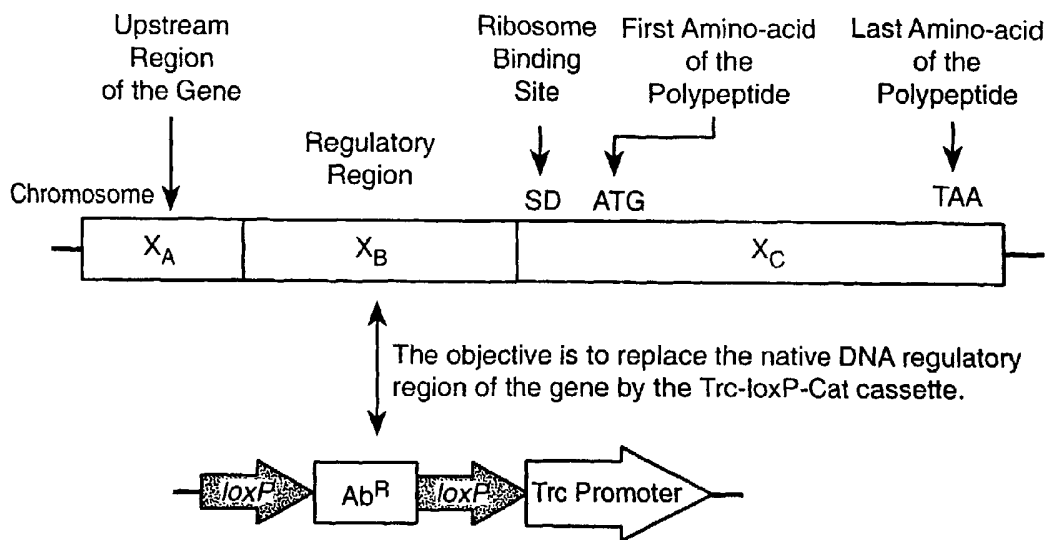 Upstream
Region
of the Gene
Ribosome
Binding
Site
First Amino-acid
of the
Polypeptide
Last Amino-acid
of the
Polypeptide
Regulatory
Region
Chromosome
SD
ATG
TAA
XA
XB
XC
The objective is to replace the native DNA regulatory
region of the gene by the Trc-loxP-Cat cassette.
loxP
AbR
loxP
Trc Promoter